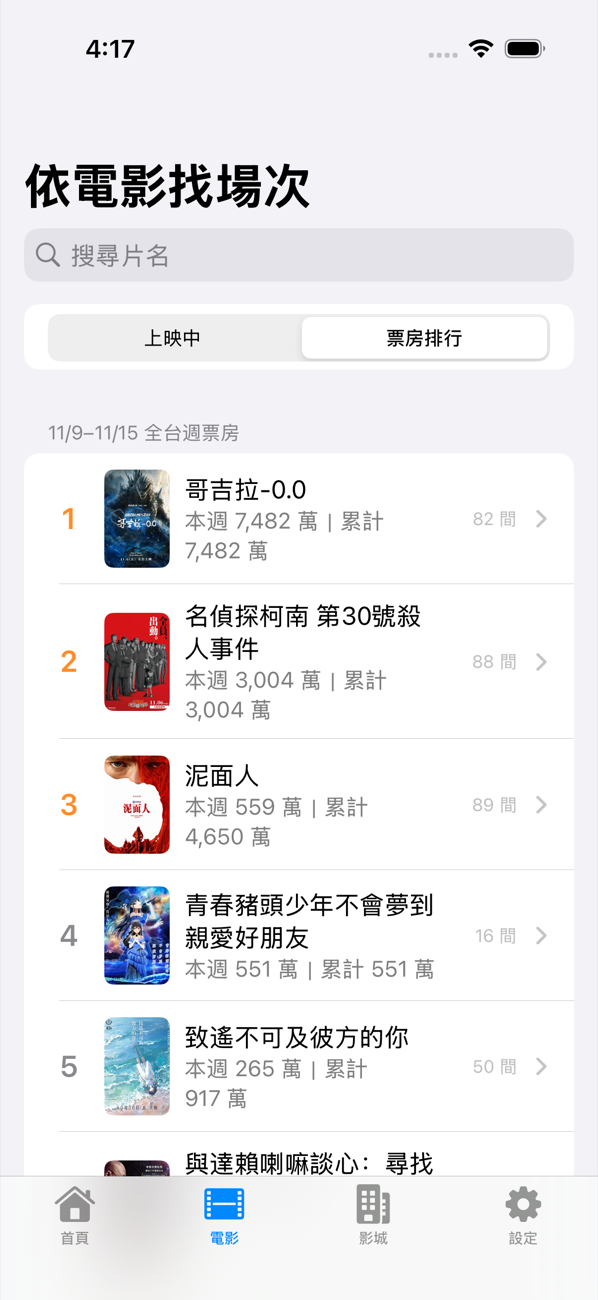 4:17
依電影找場次
搜尋片名
上映中
票房排行
11/9–11/15 全台週票房
1
哥吉拉-0.0
本週 7,482 萬 | 累計
7,482 萬
82 間
2
名偵探柯南 第30號殺
人事件
本週 3,004 萬 | 累計
3,004 萬
88 間
3
泥面人
泥面人
本週 559 萬 | 累計
4,650 萬
89 間
4
青春豬頭少年不會夢到
親愛好朋友
本週 551 萬 | 累計 551 萬
16 間
5
致遙不可及彼方的你
本週 265 萬 | 累計
917 萬
50 間
與達賴喇嘛談心：尋找
首頁
電影
影城
設定